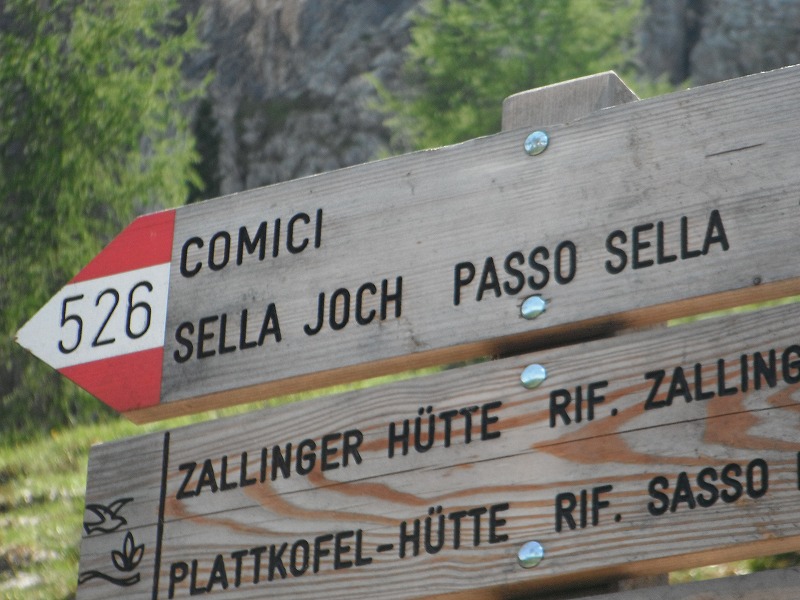 526
COMICI
SELLA JOCH PASSO SELLA
ZALLINGER HÜTTE RIF. ZALLING
PLATTKOFEL-HÜTTE RIF. SASSO